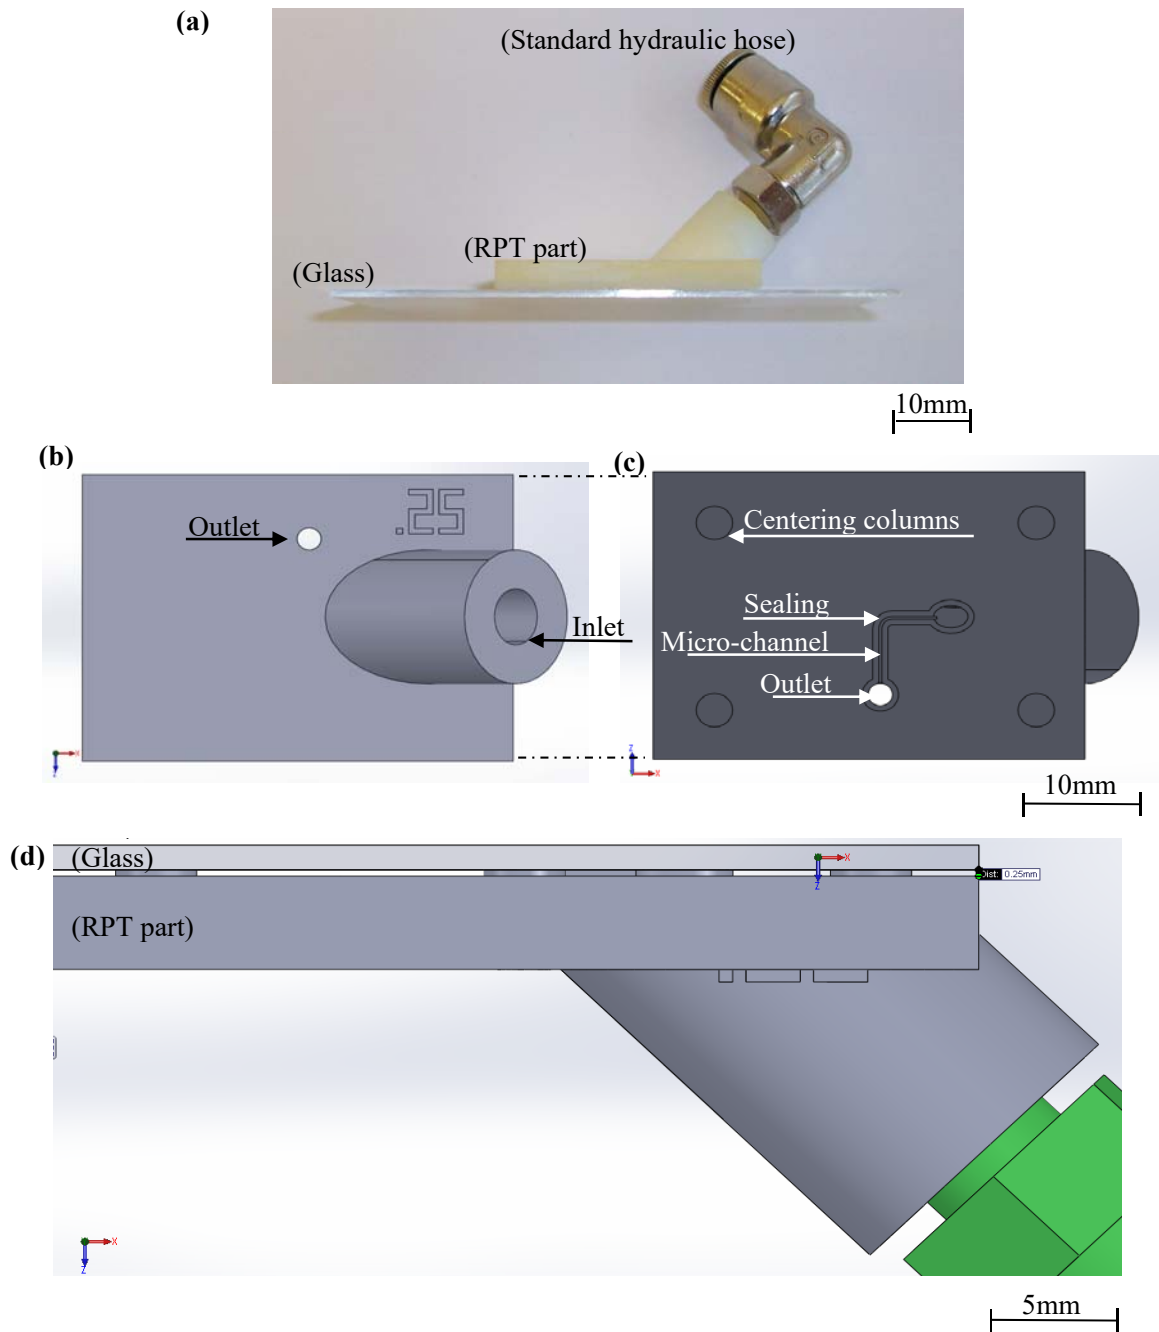 (a)
(Standard hydraulic hose)
(RPT part)
(Glass)
10mm
(b)
(c)
.25
Outlet
Inlet
Centering columns
Sealing
Micro-channel
Outlet
10mm
(d)
(Glass)
Dist: 0.25mm
(RPT part)
5mm